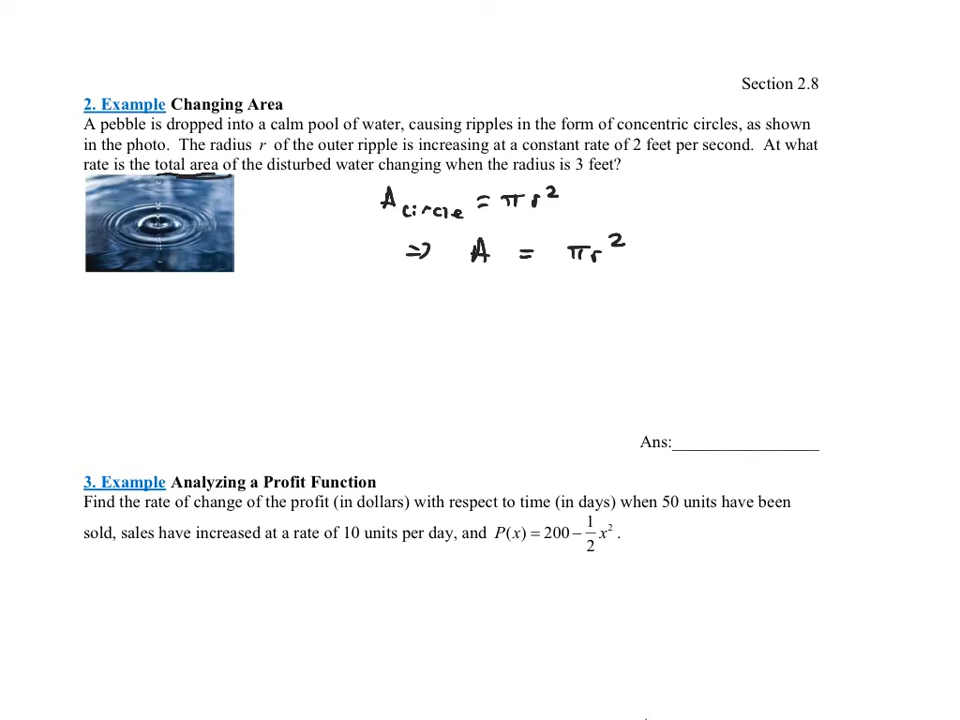 Section 2.8
2. Example Changing Area
A pebble is dropped into a calm pool of water, causing ripples in the form of concentric circles, as shown
in the photo. The radius r of the outer ripple is increasing at a constant rate of 2 feet per second. At what
rate is the total area of the disturbed water changing when the radius is 3 feet?
A circle = πr²
⇒ A = πr²
Ans:_________________
3. Example Analyzing a Profit Function
Find the rate of change of the profit (in dollars) with respect to time (in days) when 50 units have been
sold, sales have increased at a rate of 10 units per day, and P(x) = 200 − 1/2 x² .